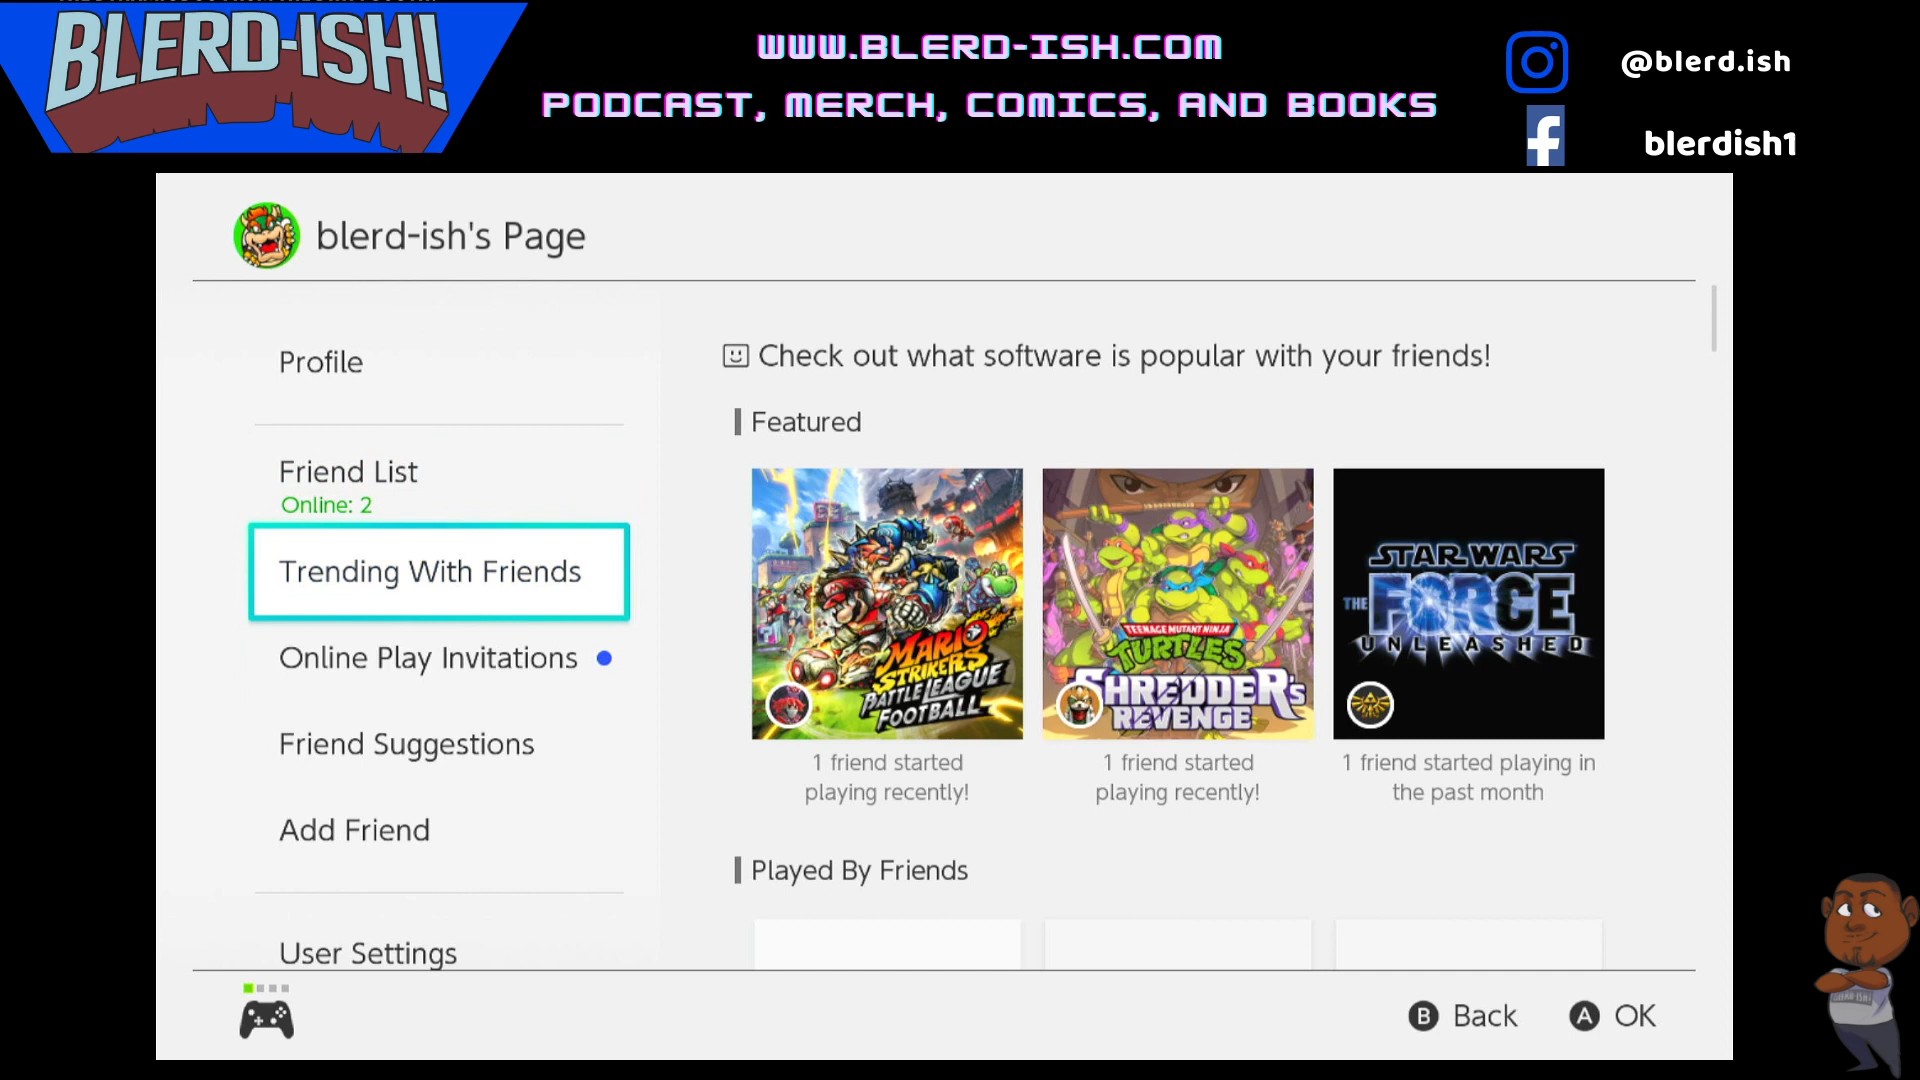 BLERD-ISH!
WWW.BLERD-ISH.COM
PODCAST, MERCH, COMICS, AND BOOKS
@blerd.ish
blerdish1
blerd-ish's Page
Profile
Friend List
Online: 2
Trending With Friends
Online Play Invitations
Friend Suggestions
Add Friend
User Settings
Check out what software is popular with your friends!
Featured
MARIO
STRIKERS
BATTLE LEAGUE
FOOTBALL
1 friend started
playing recently!
TEENAGE MUTANT NINJA
TURTLES
SHREDDER'S
REVENGE
1 friend started
playing recently!
STAR WARS
THE FORCE
UNLEASHED
1 friend started playing in
the past month
Played By Friends
B Back
A OK
BLERD-ISH!